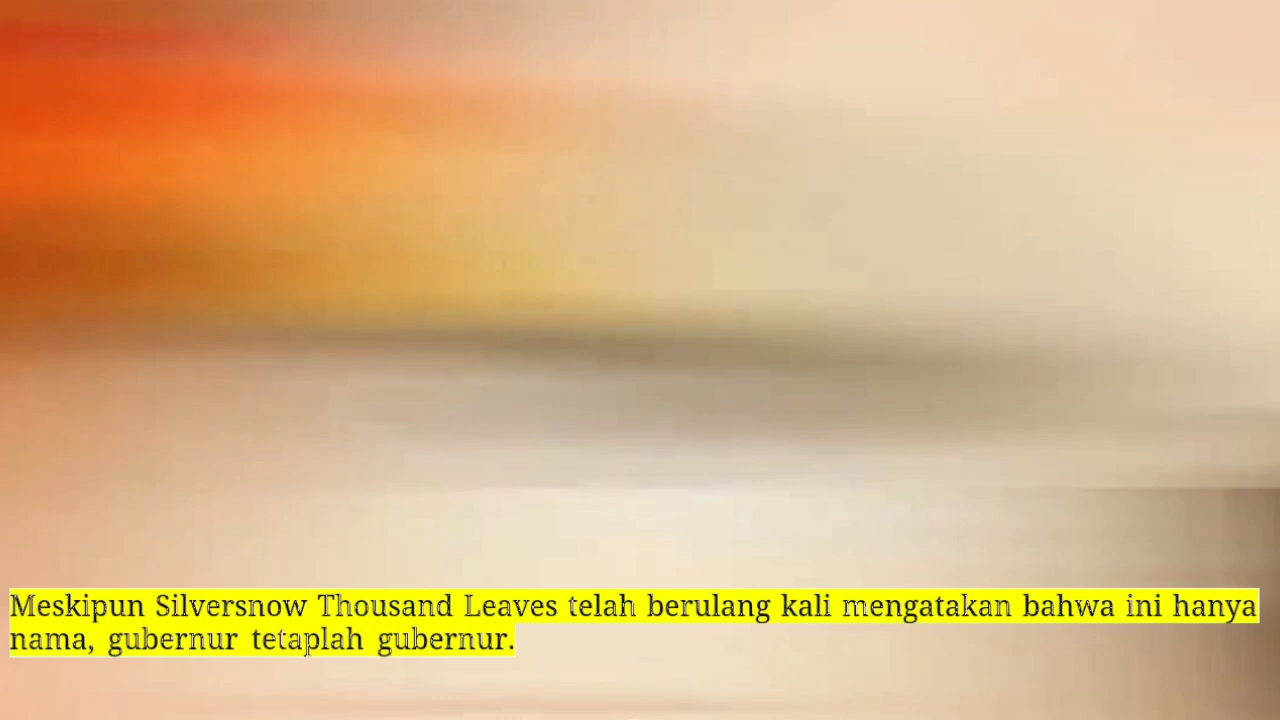 Meskipun Silversnow Thousand Leaves telah berulang kali mengatakan bahwa ini hanya
nama, gubernur tetaplah gubernur.